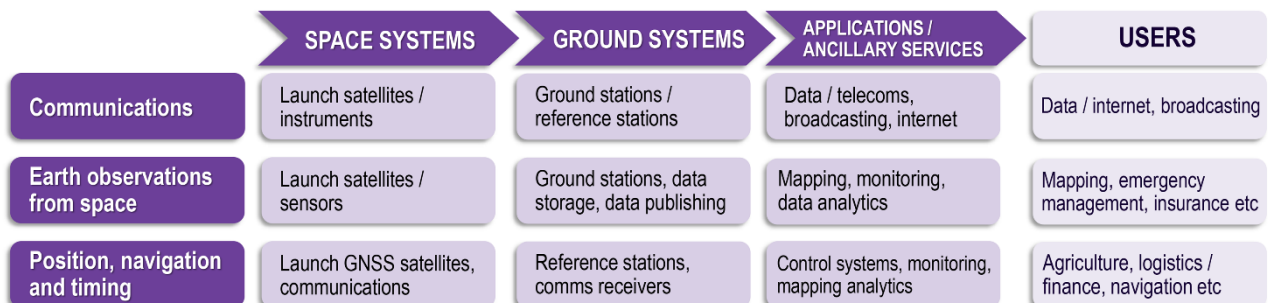 SPACE SYSTEMS
GROUND SYSTEMS
APPLICATIONS /
ANCILLARY SERVICES
USERS
Communications
Launch satellites /
instruments
Ground stations /
reference stations
Data / telecoms,
broadcasting, internet
Data / internet, broadcasting
Earth observations
from space
Launch satellites /
sensors
Ground stations, data
storage, data publishing
Mapping, monitoring,
data analytics
Mapping, emergency
management, insurance etc
Position, navigation
and timing
Launch GNSS satellites,
communications
Reference stations,
comms receivers
Control systems, monitoring,
mapping analytics
Agriculture, logistics /
finance, navigation etc